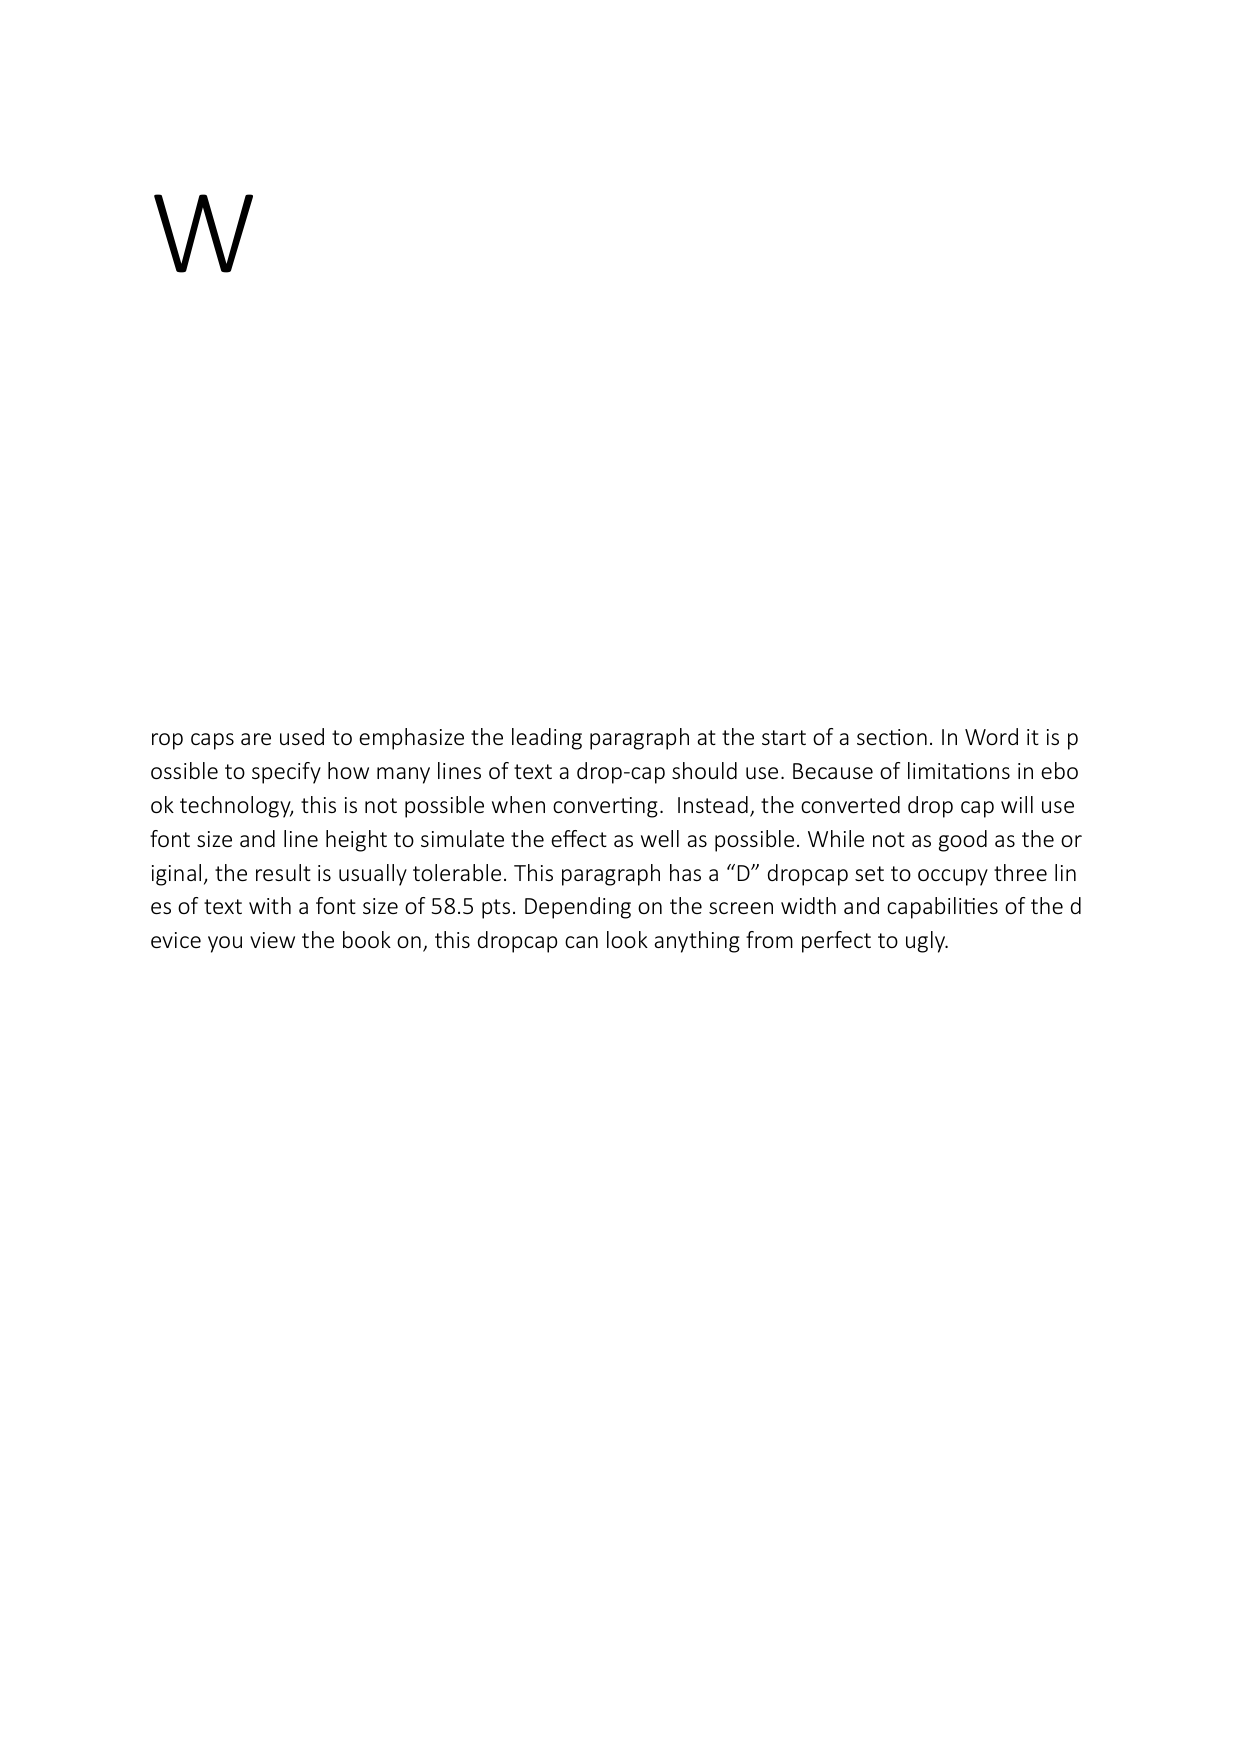 W
rop caps are used to emphasize the leading paragraph at the start of a section. In Word it is p
ossible to specify how many lines of text a drop-cap should use. Because of limitations in ebo
ok technology, this is not possible when converting.  Instead, the converted drop cap will use
font size and line height to simulate the effect as well as possible. While not as good as the or
iginal, the result is usually tolerable. This paragraph has a “D” dropcap set to occupy three lin
es of text with a font size of 58.5 pts. Depending on the screen width and capabilities of the d
evice you view the book on, this dropcap can look anything from perfect to ugly.